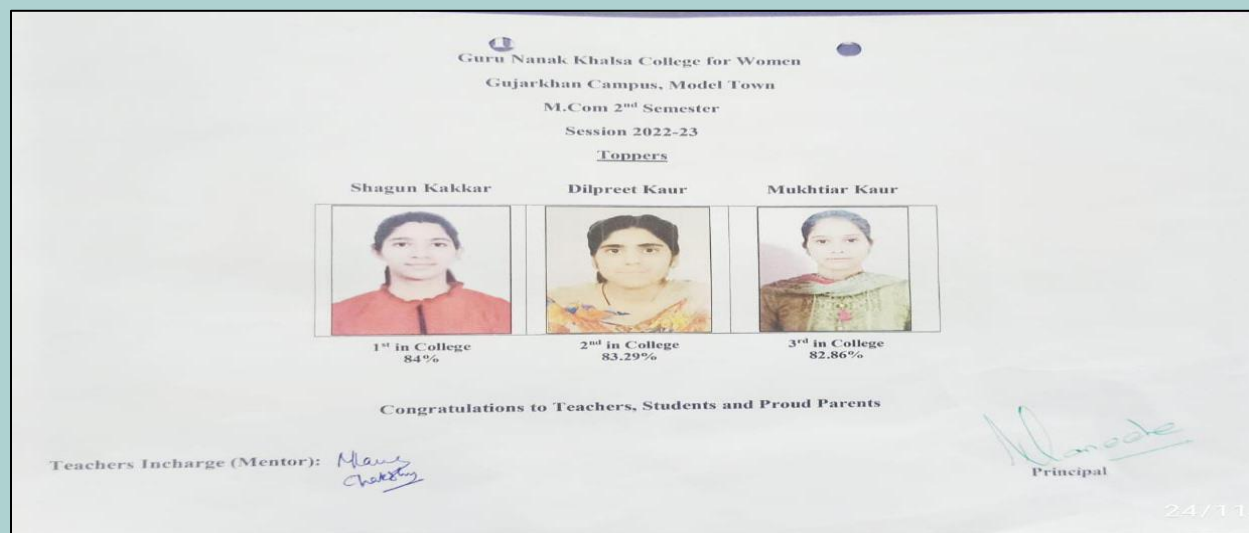 Guru Nanak Khalsa College for Women
Gujarkhan Campus, Model Town
M.Com 2nd Semester
Session 2022-23
Toppers
Shagun Kakkar Dilpreet Kaur Mukhtiar Kaur
1st in College 2nd in College 3rd in College
84% 83.29% 82.86%
Congratulations to Teachers, Students and Proud Parents
Teachers Incharge (Mentor):
Principal
24/11